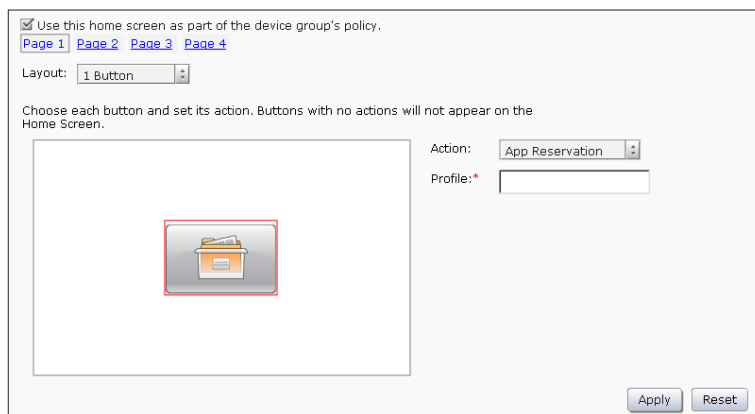 Use this home screen as part of the device group's policy.
Page 1 Page 2 Page 3 Page 4
Layout: 1 Button
Choose each button and set its action. Buttons with no actions will not appear on the
Home Screen.
Action: App Reservation
Profile:*
Apply Reset